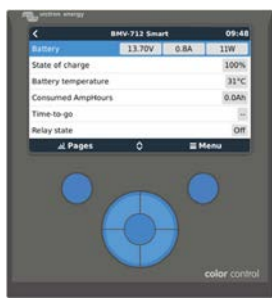 victron energy
BMV-712 Smart 09:48
Battery 13.70V 0.8A 11W
State of charge 100%
Battery temperature 31°C
Consumed AmpHours 0.0Ah
Time-to-go --
Relay state Off
Pages Menu
color control